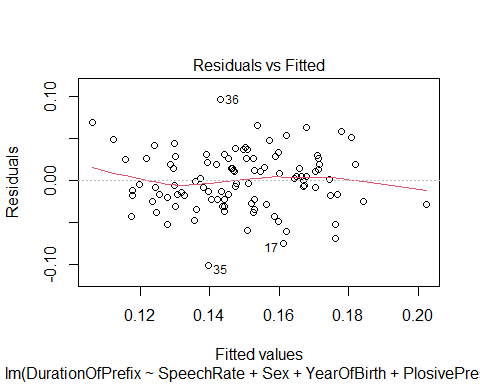 Residuals vs Fitted
Residuals
0.10
0.00
-0.10
36
17
35
0.12
0.14
0.16
0.18
0.20
Fitted values
lm(DurationOfPrefix ~ SpeechRate + Sex + YearOfBirth + PlosivePres